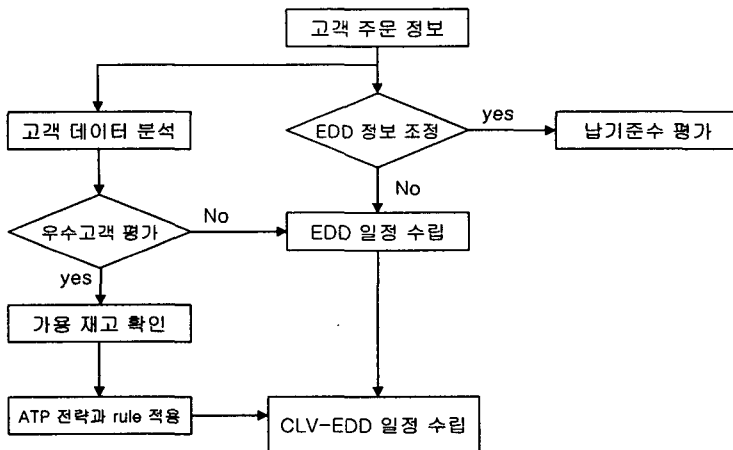 고객 주문 정보
고객 데이터 분석
EDD 정보 조정
yes
납기준수 평가
No
우수고객 평가
No
EDD 일정 수립
yes
가용 재고 확인
ATP 전략과 rule 적용
CLV-EDD 일정 수립